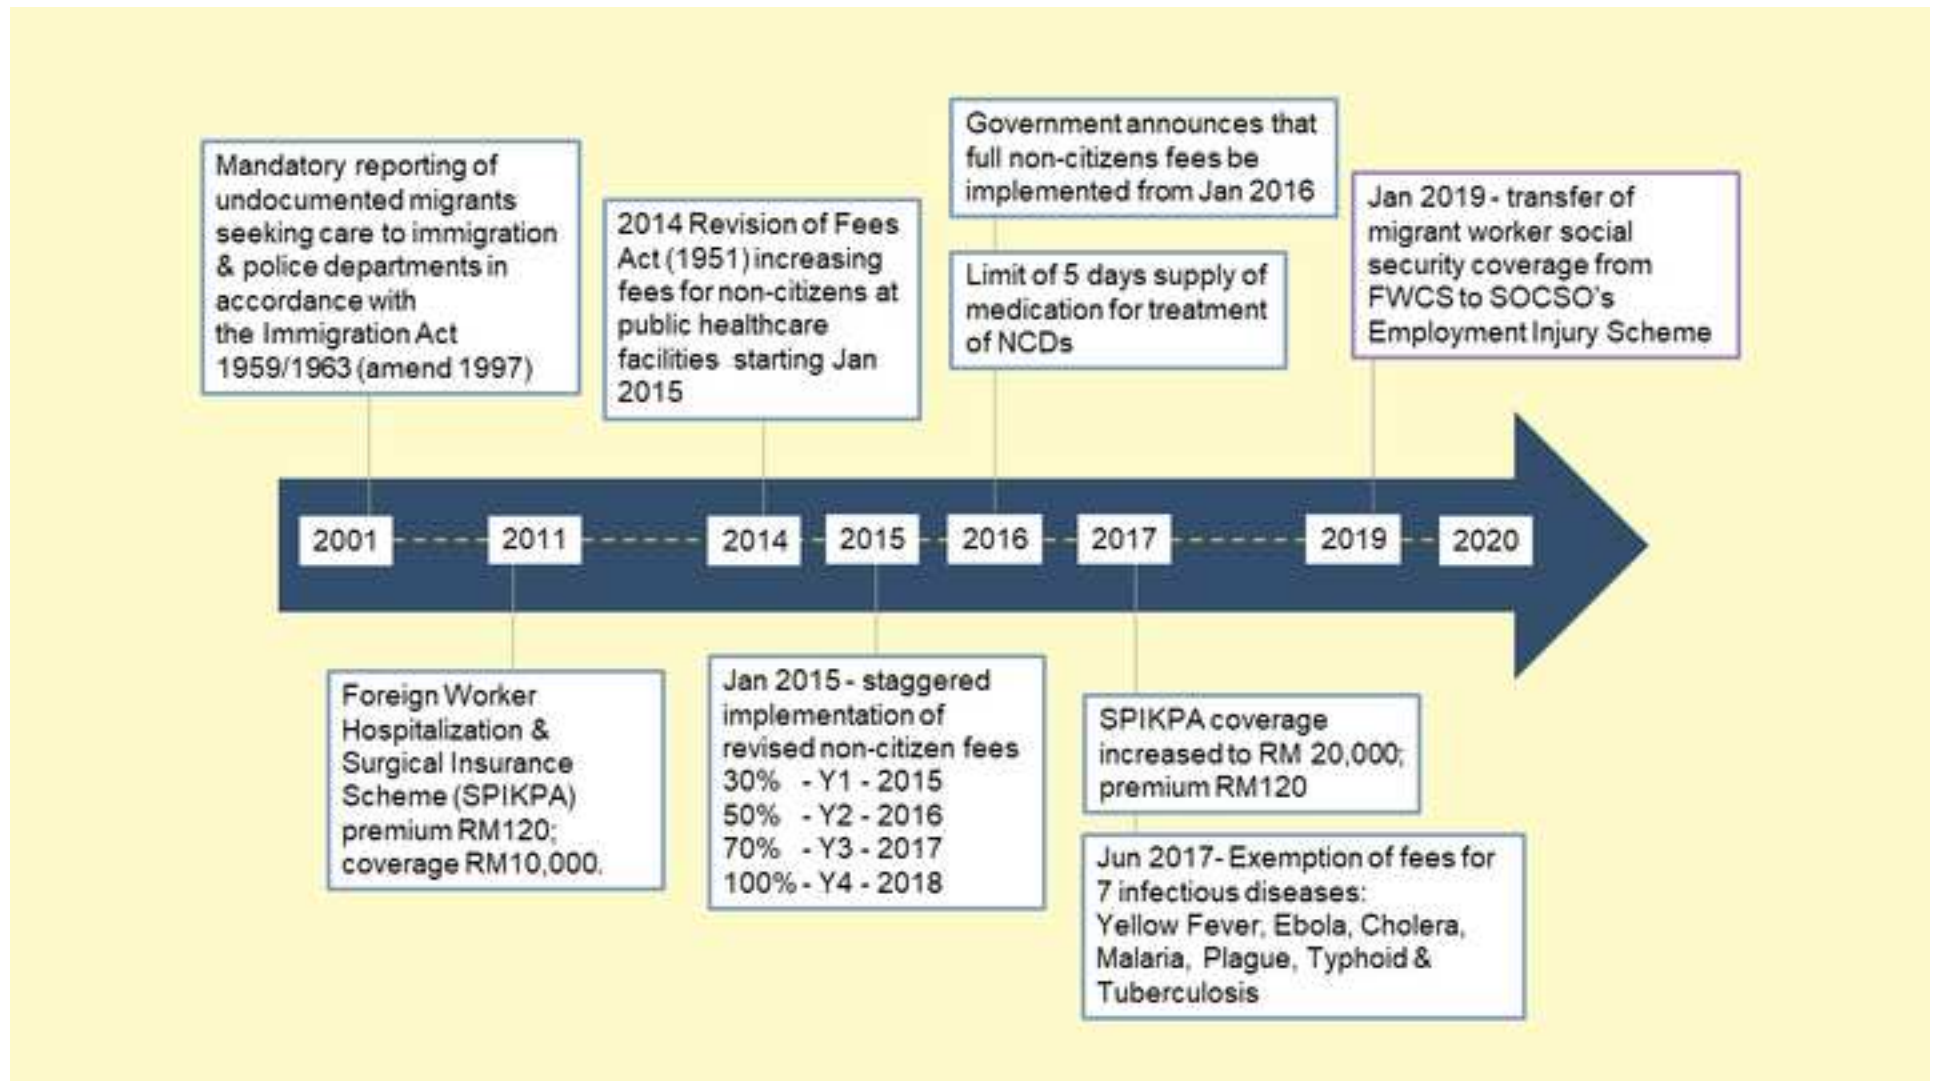 Mandatory reporting of
undocumented migrants
seeking care to immigration
& police departments in
accordance with
the Immigration Act
1959/1963 (amend 1997)
2014 Revision of Fees
Act (1951) increasing
fees for non-citizens at
public healthcare
facilities starting Jan
2015
Government announces that
full non-citizens fees be
implemented from Jan 2016
Limit of 5 days supply of
medication for treatment
of NCDs
Jan 2019 - transfer of
migrant worker social
security coverage from
FWCS to SOCSO's
Employment Injury Scheme
2001
2011
2014
2015
2016
2017
2019
2020
Foreign Worker
Hospitalization &
Surgical Insurance
Scheme (SPIKPA)
premium RM120;
coverage RM10,000.
Jan 2015 - staggered
implementation of
revised non-citizen fees
30% - Y1 - 2015
50% - Y2 - 2016
70% - Y3 - 2017
100% - Y4 - 2018
SPIKPA coverage
increased to RM 20,000;
premium RM120
Jun 2017- Exemption of fees for
7 infectious diseases:
Yellow Fever, Ebola, Cholera,
Malaria, Plague, Typhoid &
Tuberculosis